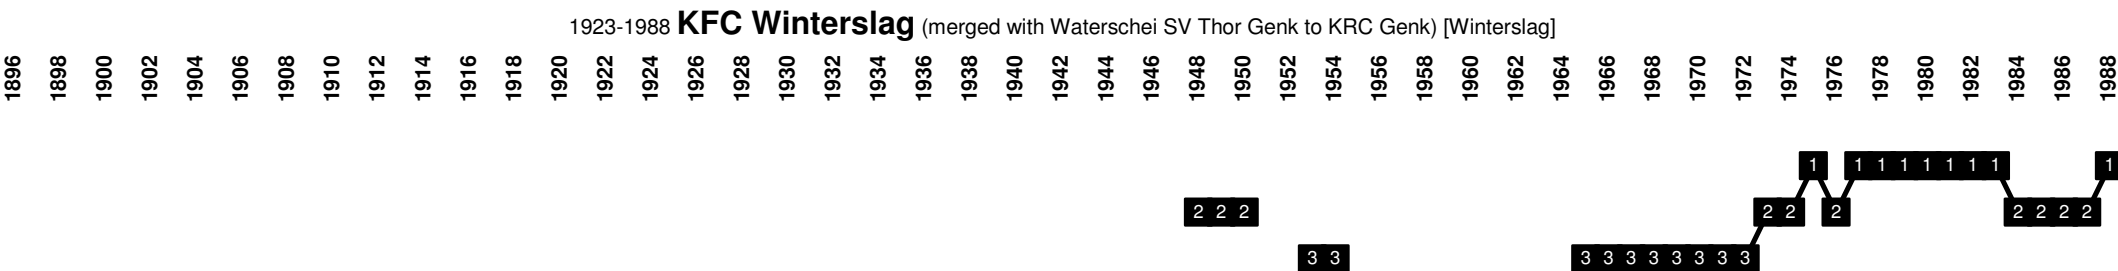 1923-1988 KFC Winterslag (merged with Waterschei SV Thor Genk to KRC Genk) [Winterslag]
1896 1898 1900 1902 1904 1906 1908 1910 1912 1914 1916 1918 1920 1922 1924 1926 1928 1930 1932 1934 1936 1938 1940 1942 1944 1946 1948 1950 1952 1954 1956 1958 1960 1962 1964 1966 1968 1970 1972 1974 1976 1978 1980 1982 1984 1986 1988
1 1 1 1 1 1 1 1 1
2 2 2 2 2 2 2 2 2 2
3 3 3 3 3 3 3 3 3 3